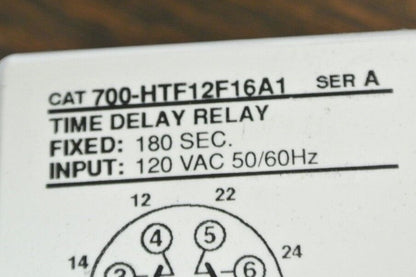 CAT 700-HTF12F16A1 SER A
TIME DELAY RELAY
FIXED: 180 SEC.
INPUT: 120 VAC 50/60Hz
12 22
4 5
14 24
3 6